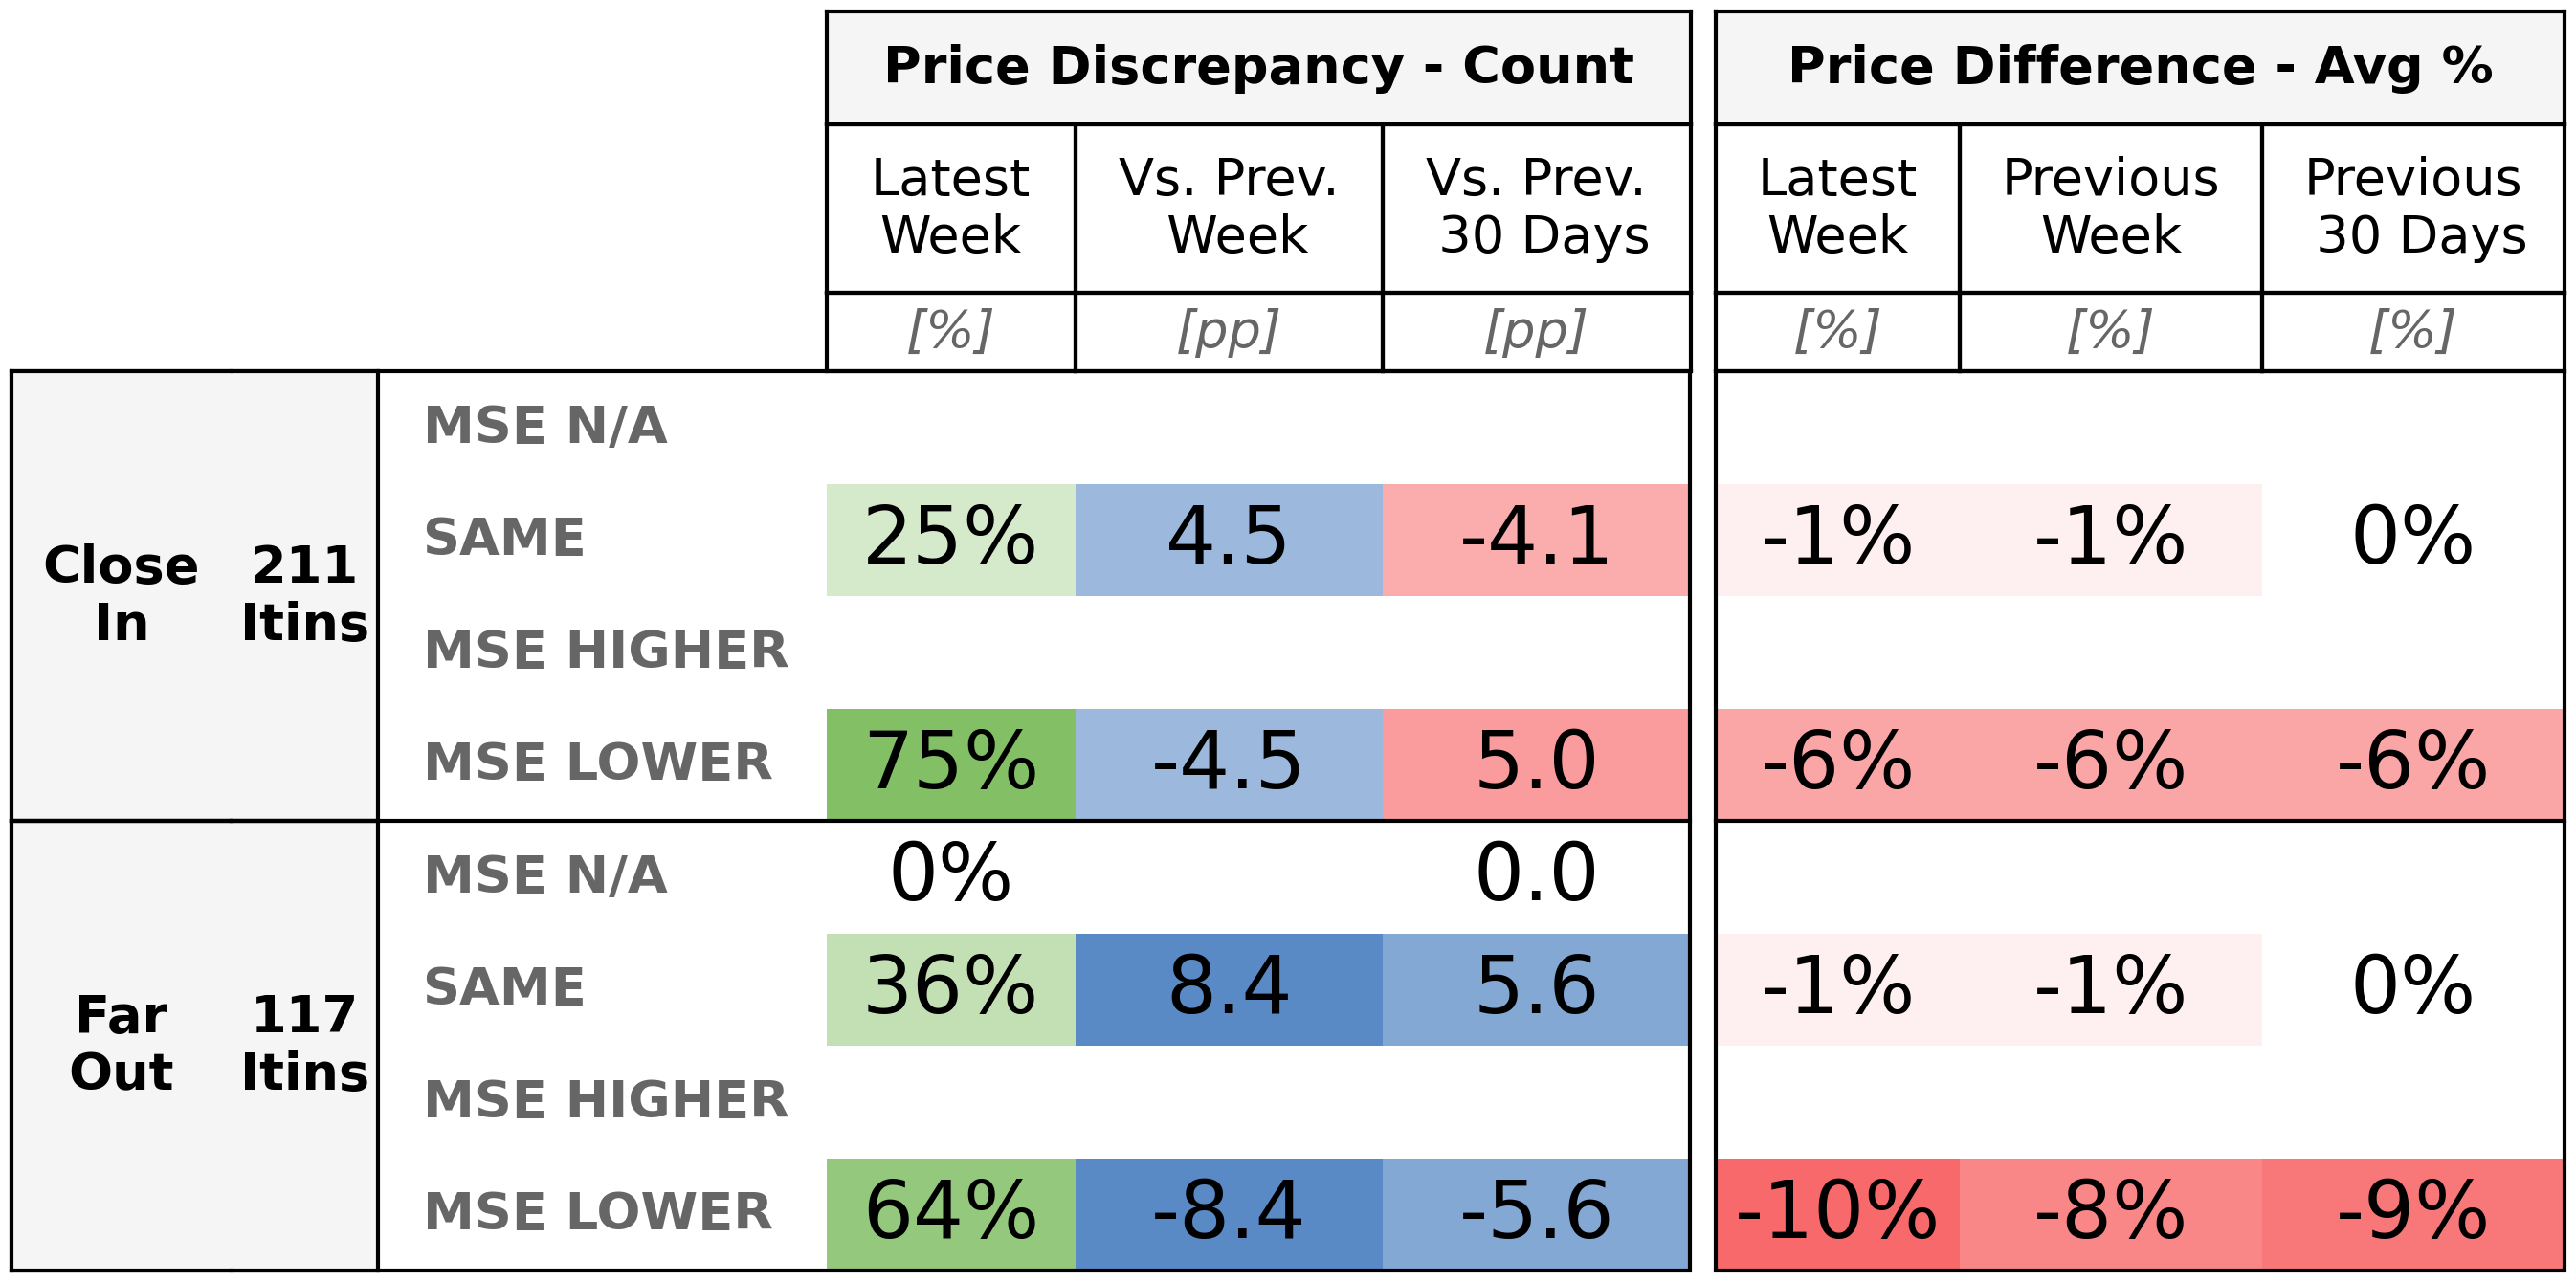 Price Discrepancy - Count Price Difference - Avg %
Latest Week Vs. Prev. Week Vs. Prev. 30 Days Latest Week Previous Week Previous 30 Days
[%] [pp] [pp] [%] [%] [%]
Close In 211 Itins
MSE N/A
SAME 25% 4.5 -4.1 -1% -1% 0%
MSE HIGHER
MSE LOWER 75% -4.5 5.0 -6% -6% -6%
Far Out 117 Itins
MSE N/A 0% 0.0
SAME 36% 8.4 5.6 -1% -1% 0%
MSE HIGHER
MSE LOWER 64% -8.4 -5.6 -10% -8% -9%